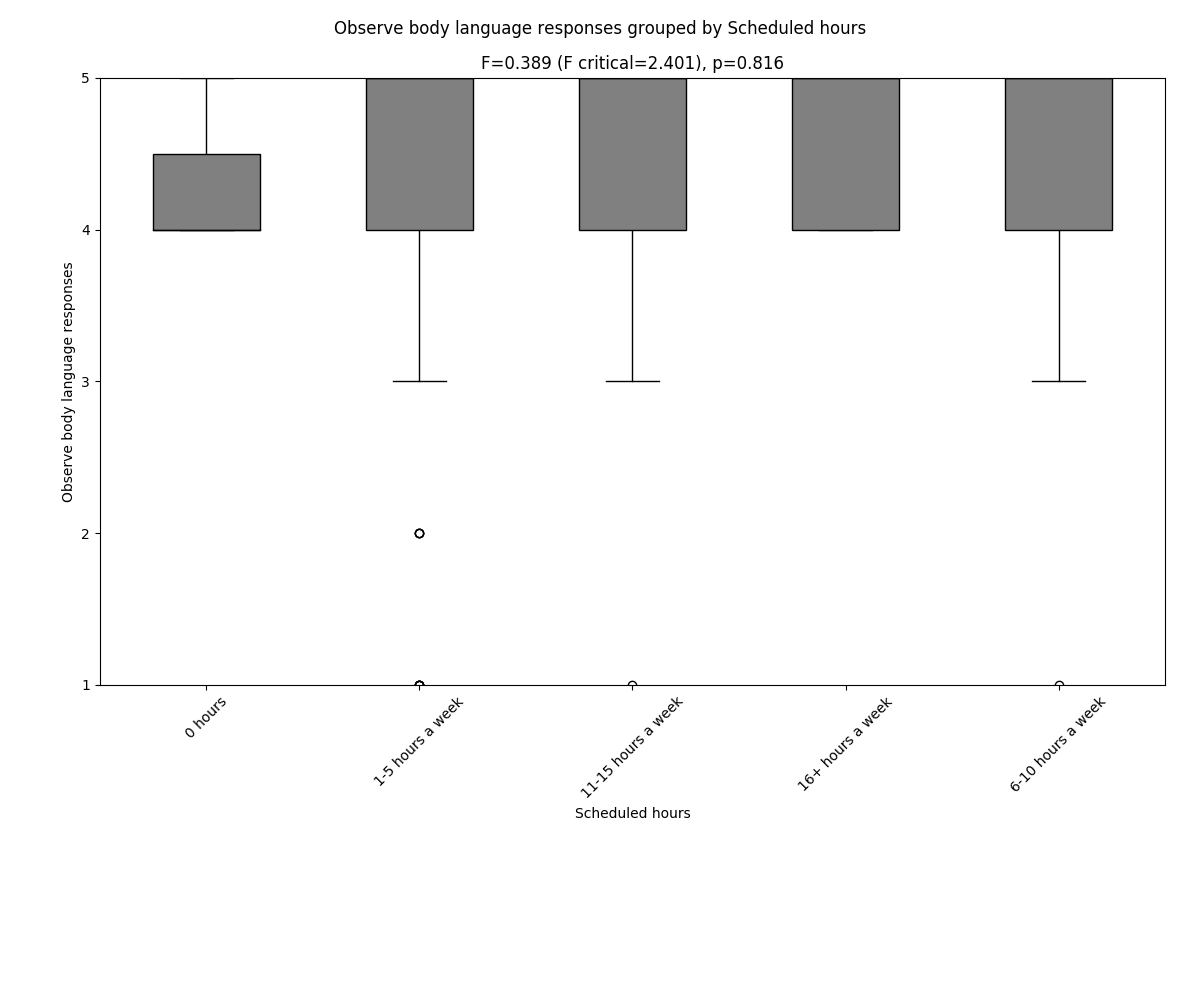 Observe body language responses grouped by Scheduled hours
F=0.389 (F critical=2.401), p=0.816
5
4
3
2
1
Observe body language responses
0 hours
1-5 hours a week
11-15 hours a week
16+ hours a week
6-10 hours a week
Scheduled hours